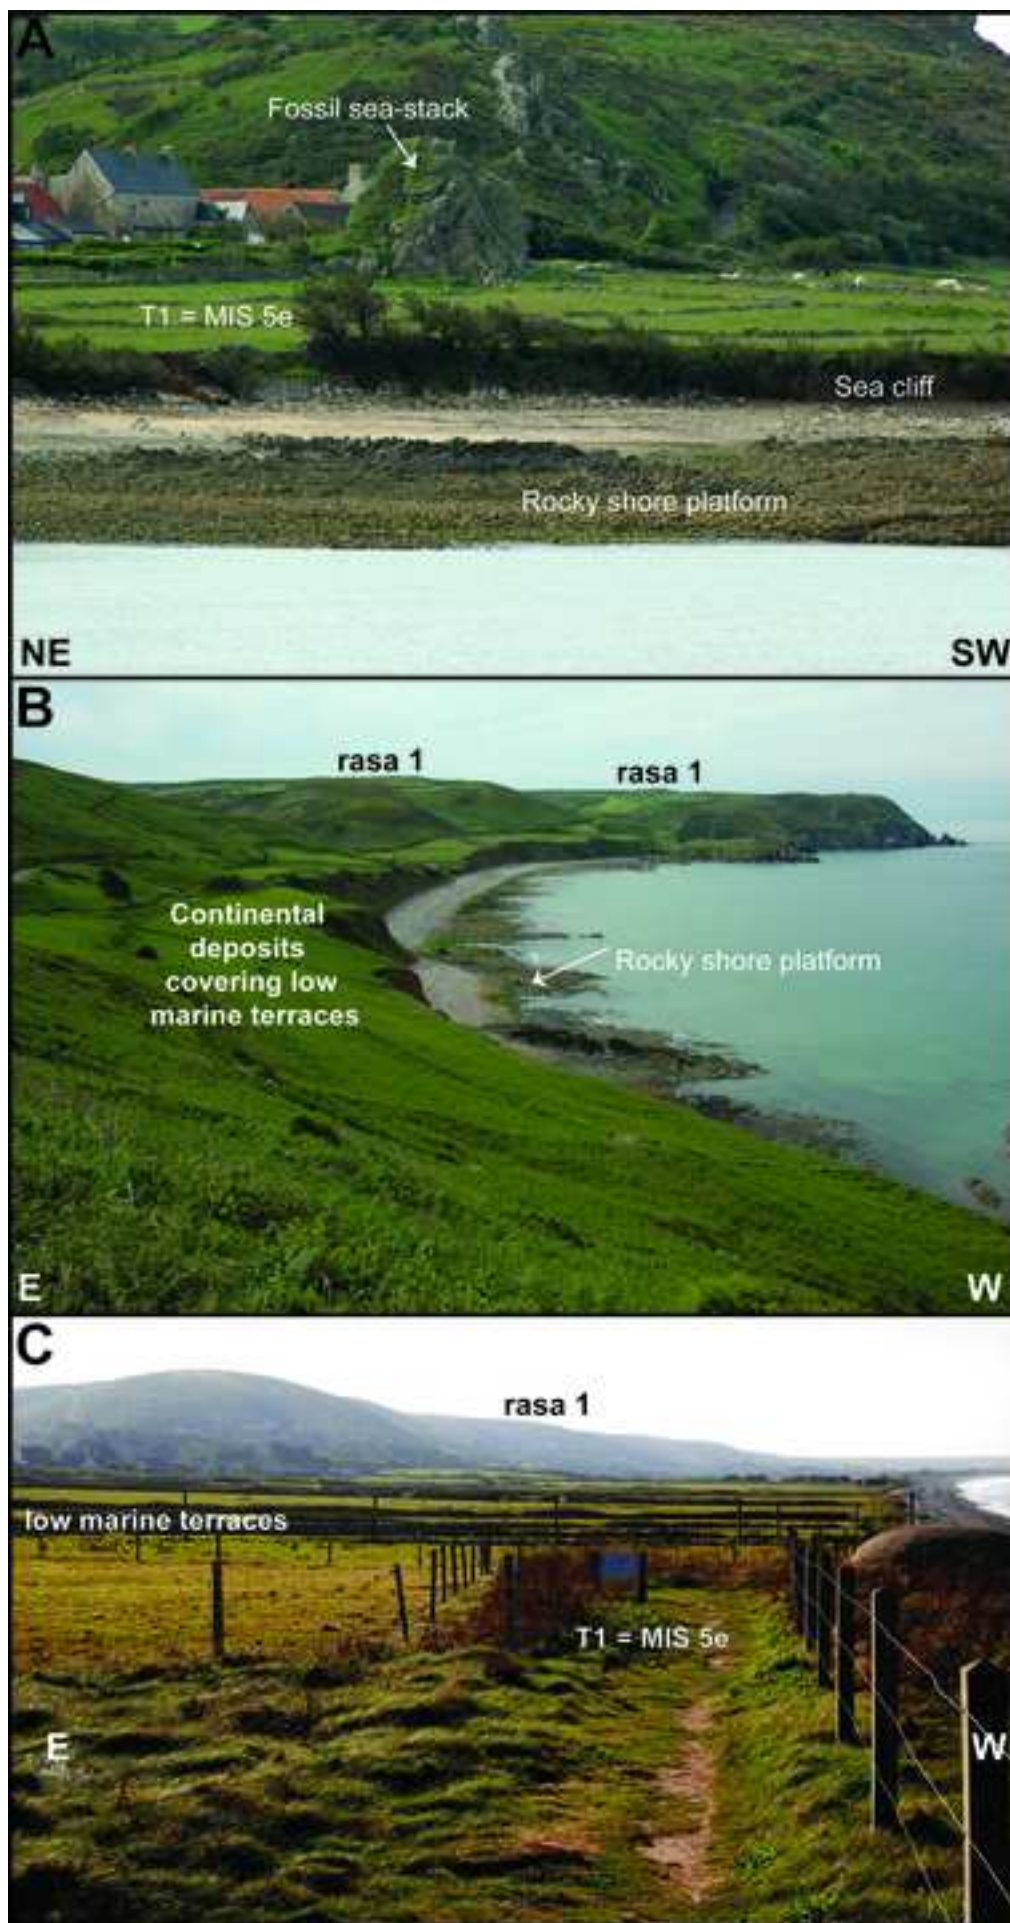 A
Fossil sea-stack
T1 = MIS 5e
Sea cliff
Rocky shore platform
NE
SW
B
rasa 1
rasa 1
Continental
deposits
covering low
marine terraces
Rocky shore platform
E
W
C
rasa 1
low marine terraces
T1 = MIS 5e
E
W